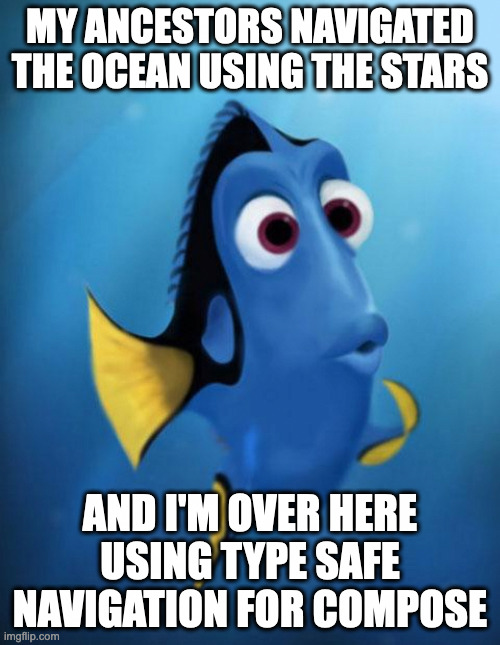 MY ANCESTORS NAVIGATED
THE OCEAN USING THE STARS
AND I'M OVER HERE
USING TYPE SAFE
NAVIGATION FOR COMPOSE
imgflip.com